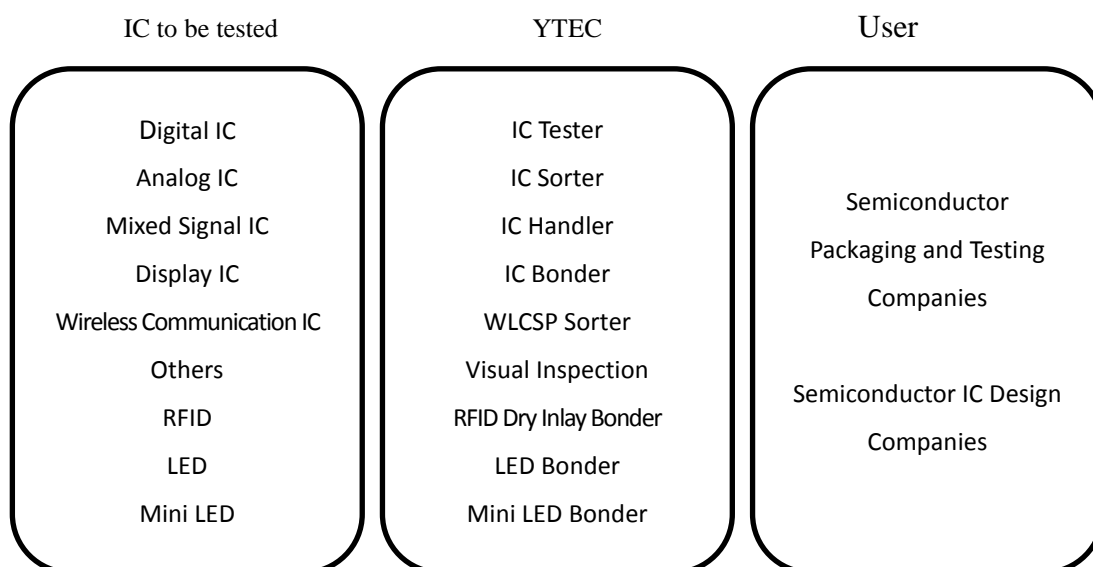 IC to be tested
YTEC
User
Digital IC
Analog IC
Mixed Signal IC
Display IC
Wireless Communication IC
Others
RFID
LED
Mini LED
IC Tester
IC Sorter
IC Handler
IC Bonder
WLCSP Sorter
Visual Inspection
RFID Dry Inlay Bonder
LED Bonder
Mini LED Bonder
Semiconductor
Packaging and Testing
Companies
Semiconductor IC Design
Companies